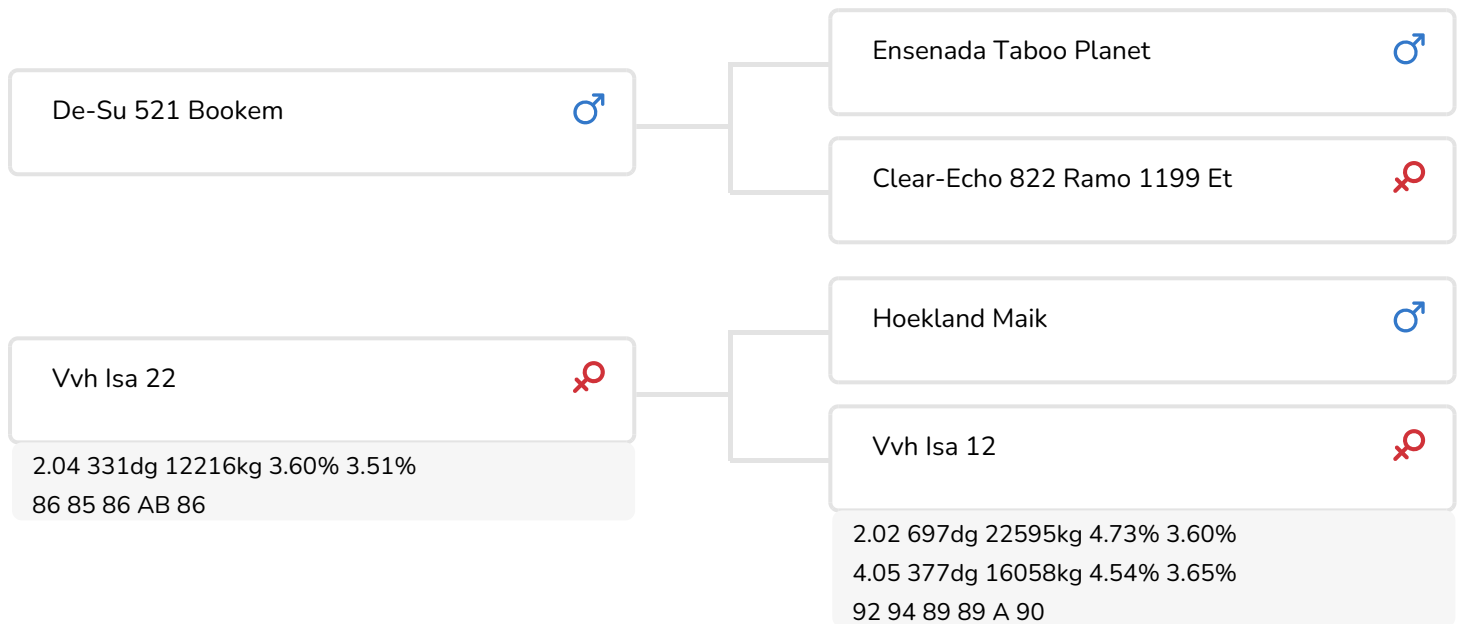 Ensenada Taboo Planet
De-Su 521 Bookem
Clear-Echo 822 Ramo 1199 Et
Hoekland Maik
Vvh Isa 22
2.04 331dg 12216kg 3.60% 3.51%
86 85 86 AB 86
Vvh Isa 12
2.02 697dg 22595kg 4.73% 3.60%
4.05 377dg 16058kg 4.54% 3.65%
92 94 89 89 A 90